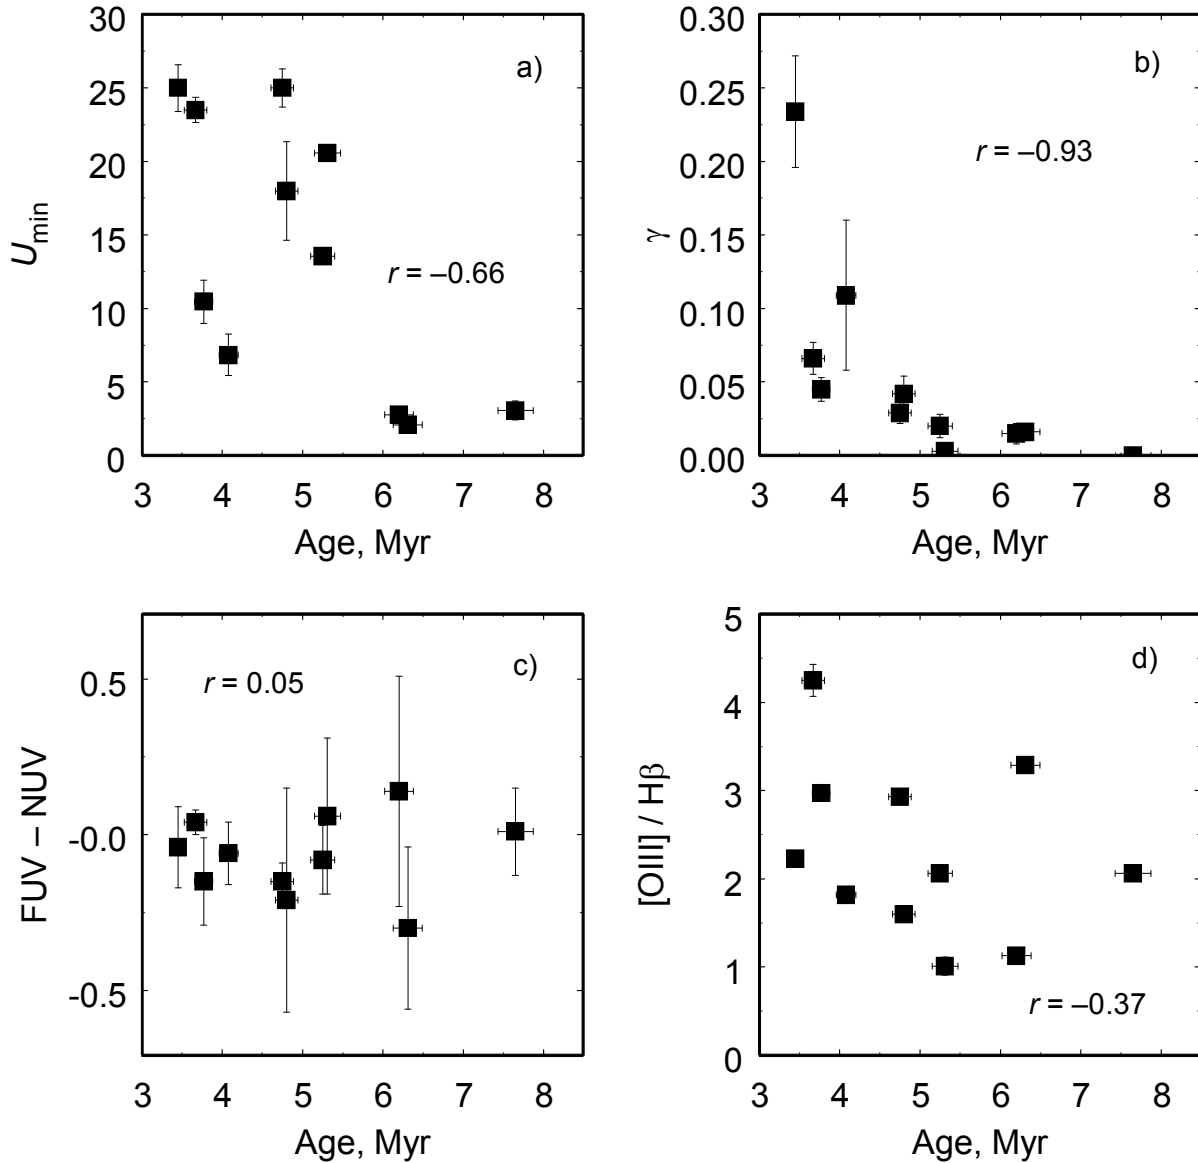 30
25
20
15
10
5
0
U_min
a)
r = –0.66
3 4 5 6 7 8
Age, Myr
0.30
0.25
0.20
0.15
0.10
0.05
0.00
γ
b)
r = –0.93
3 4 5 6 7 8
Age, Myr
0.5
-0.0
-0.5
FUV – NUV
c)
r = 0.05
3 4 5 6 7 8
Age, Myr
5
4
3
2
1
0
[OIII] / Hβ
d)
r = –0.37
3 4 5 6 7 8
Age, Myr